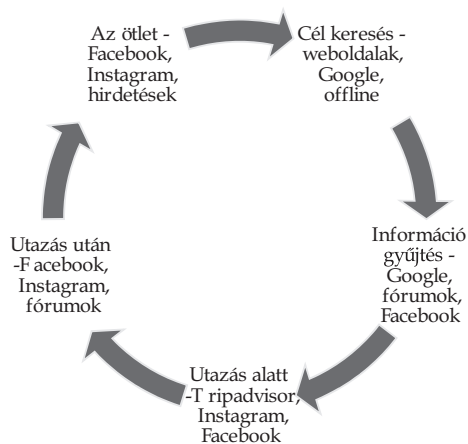 Az ötlet -
Facebook,
Instagram,
hirdetések
Cél keresés -
weboldalak,
Google,
offline
Információ
gyűjtés -
Google,
fórumok,
Facebook
Utazás alatt
-T ripadvisor,
Instagram,
Facebook
Utazás után
-F acebook,
Instagram,
fórumok